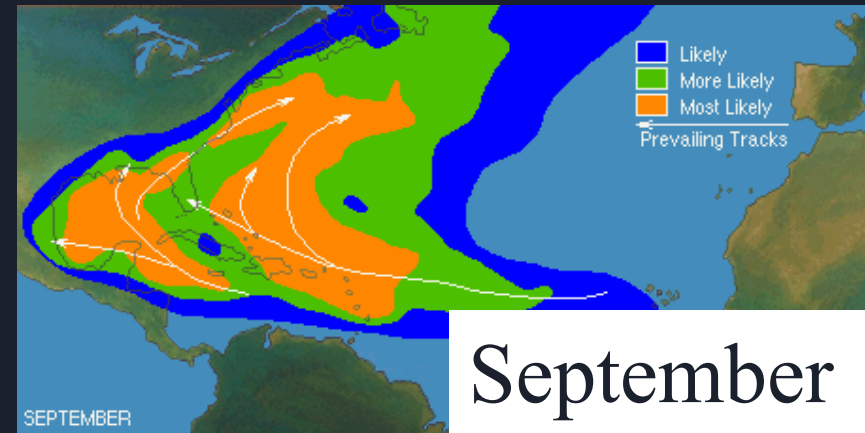 Likely
More Likely
Most Likely
Prevailing Tracks
September
SEPTEMBER